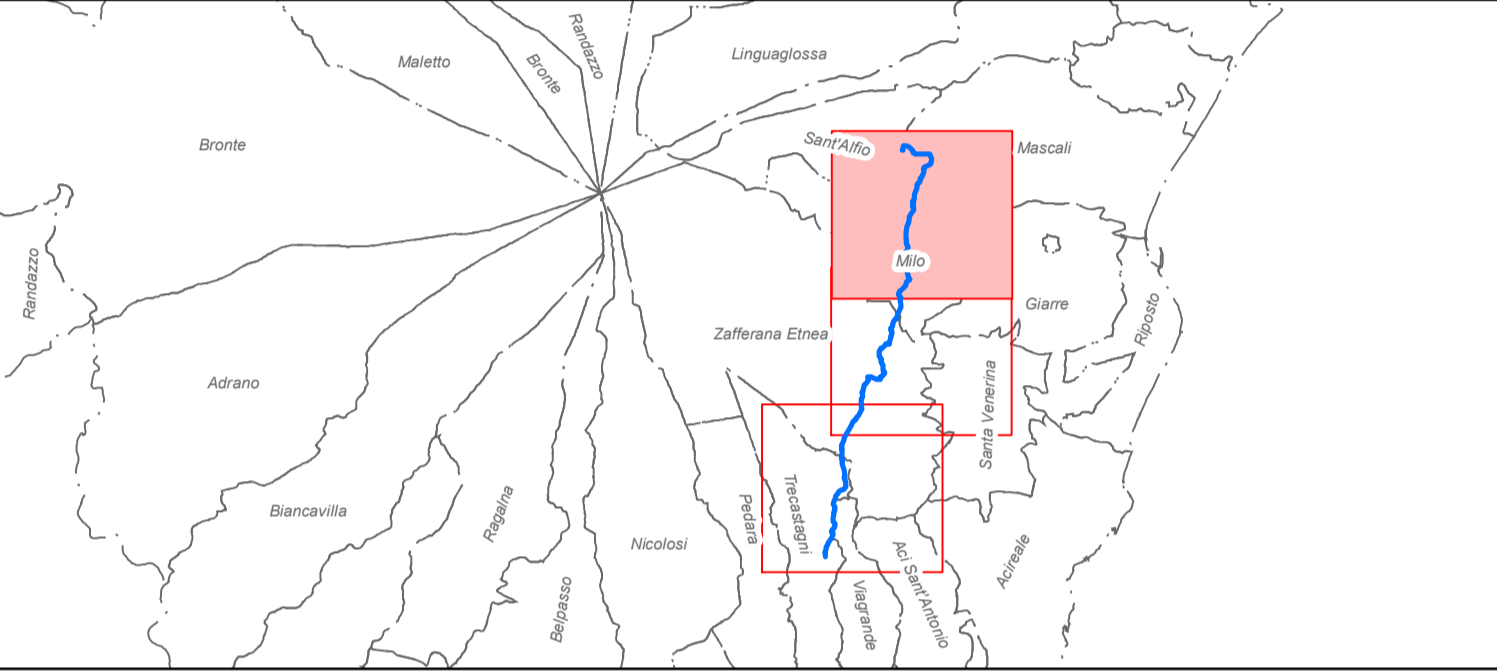 Randazzo
Maletto
Bronte
Linguaglossa
Bronte
Sant'Alfio
Mascali
Randazzo
Milo
Giarre
Riposto
Zafferana Etnea
Adrano
Santa Venerina
Biancavilla
Ragalna
Pedara
Trecastagni
Nicolosi
Aci Sant'Antonio
Acireale
Belpasso
Viagrande